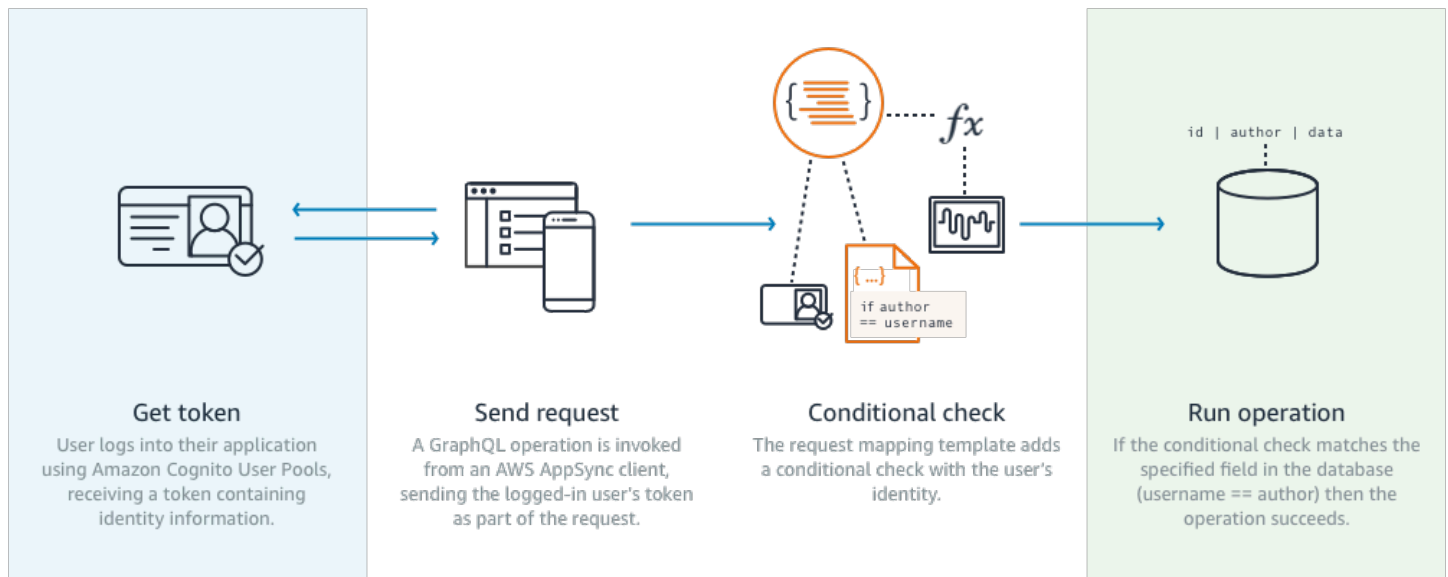 id | author | data
fx
{ ... }
if author
== username
Get token
User logs into their application
using Amazon Cognito User Pools,
receiving a token containing
identity information.
Send request
A GraphQL operation is invoked
from an AWS AppSync client,
sending the logged-in user's token
as part of the request.
Conditional check
The request mapping template adds
a conditional check with the user's
identity.
Run operation
If the conditional check matches the
specified field in the database
(username == author) then the
operation succeeds.